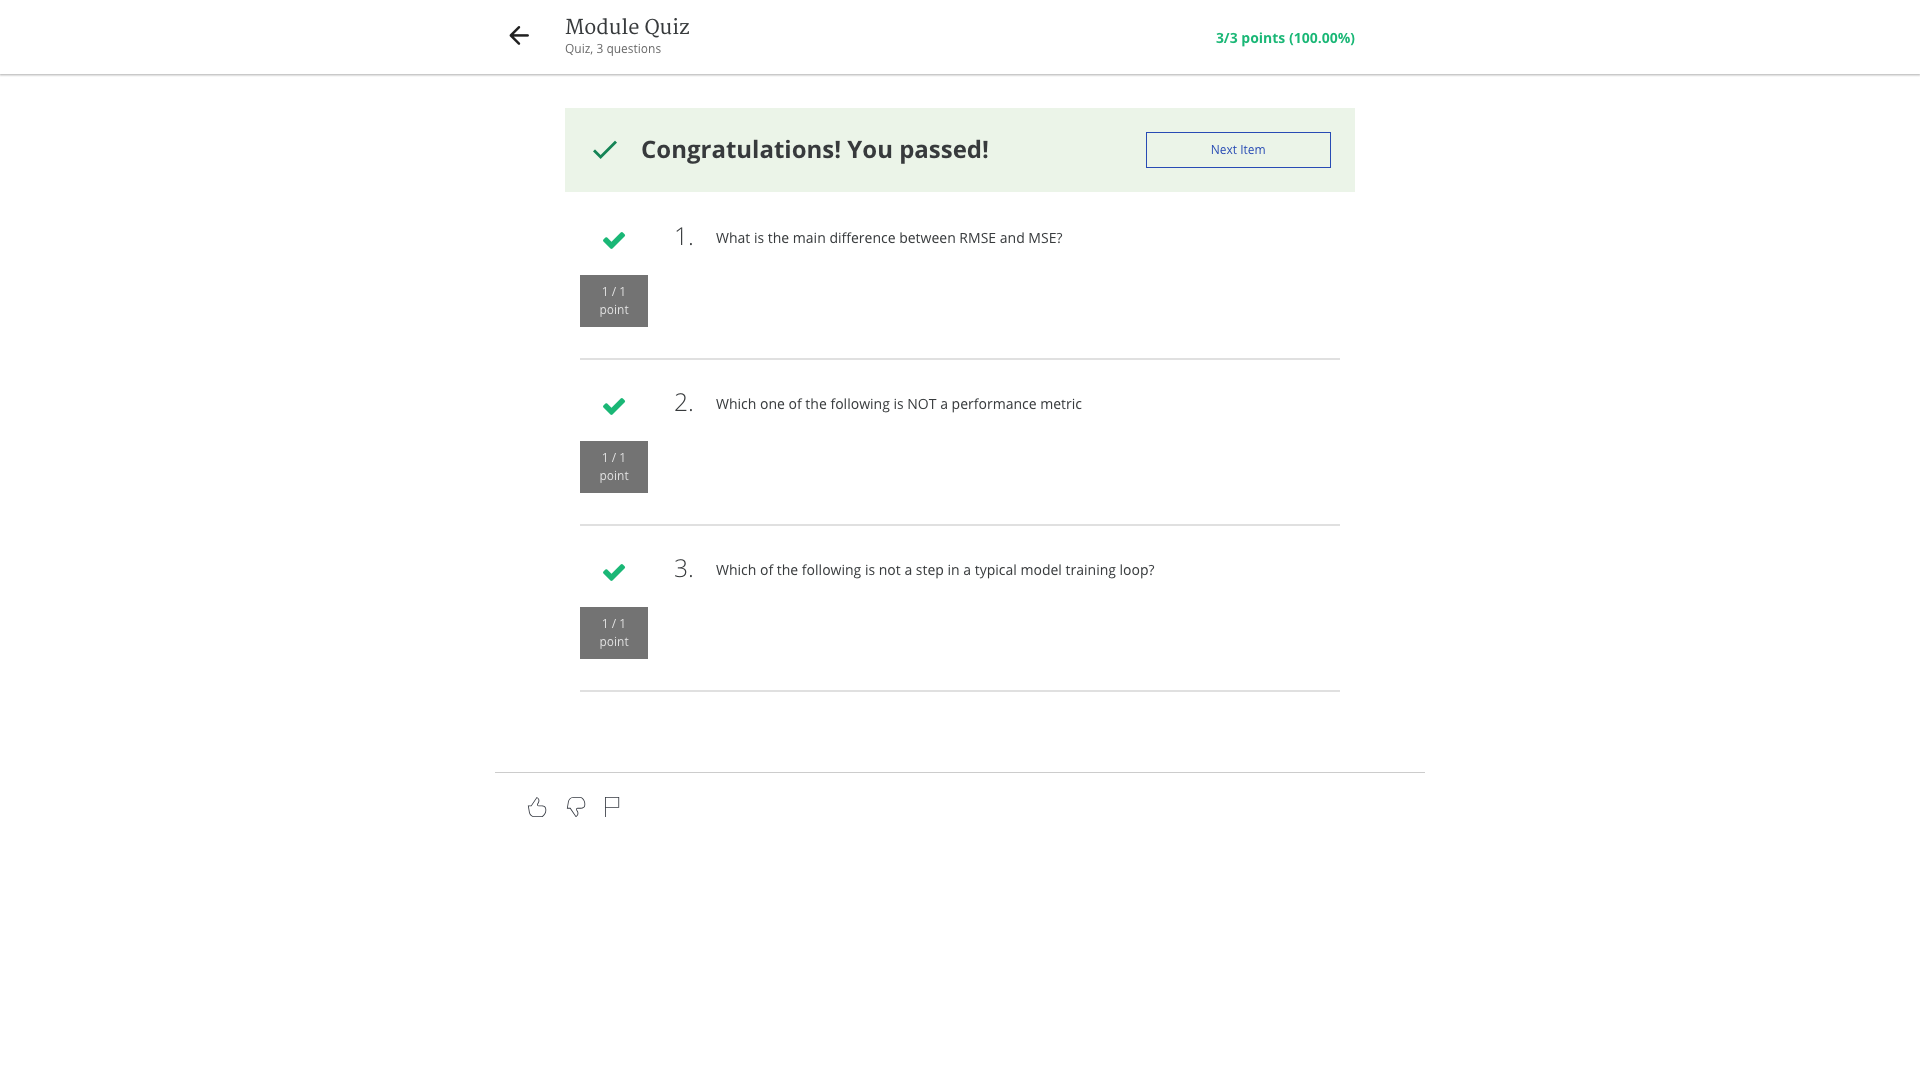 Module Quiz
Quiz, 3 questions
3/3 points (100.00%)
Congratulations! You passed!
Next Item
1.
What is the main difference between RMSE and MSE?
1 / 1
point
2.
Which one of the following is NOT a performance metric
1 / 1
point
3.
Which of the following is not a step in a typical model training loop?
1 / 1
point